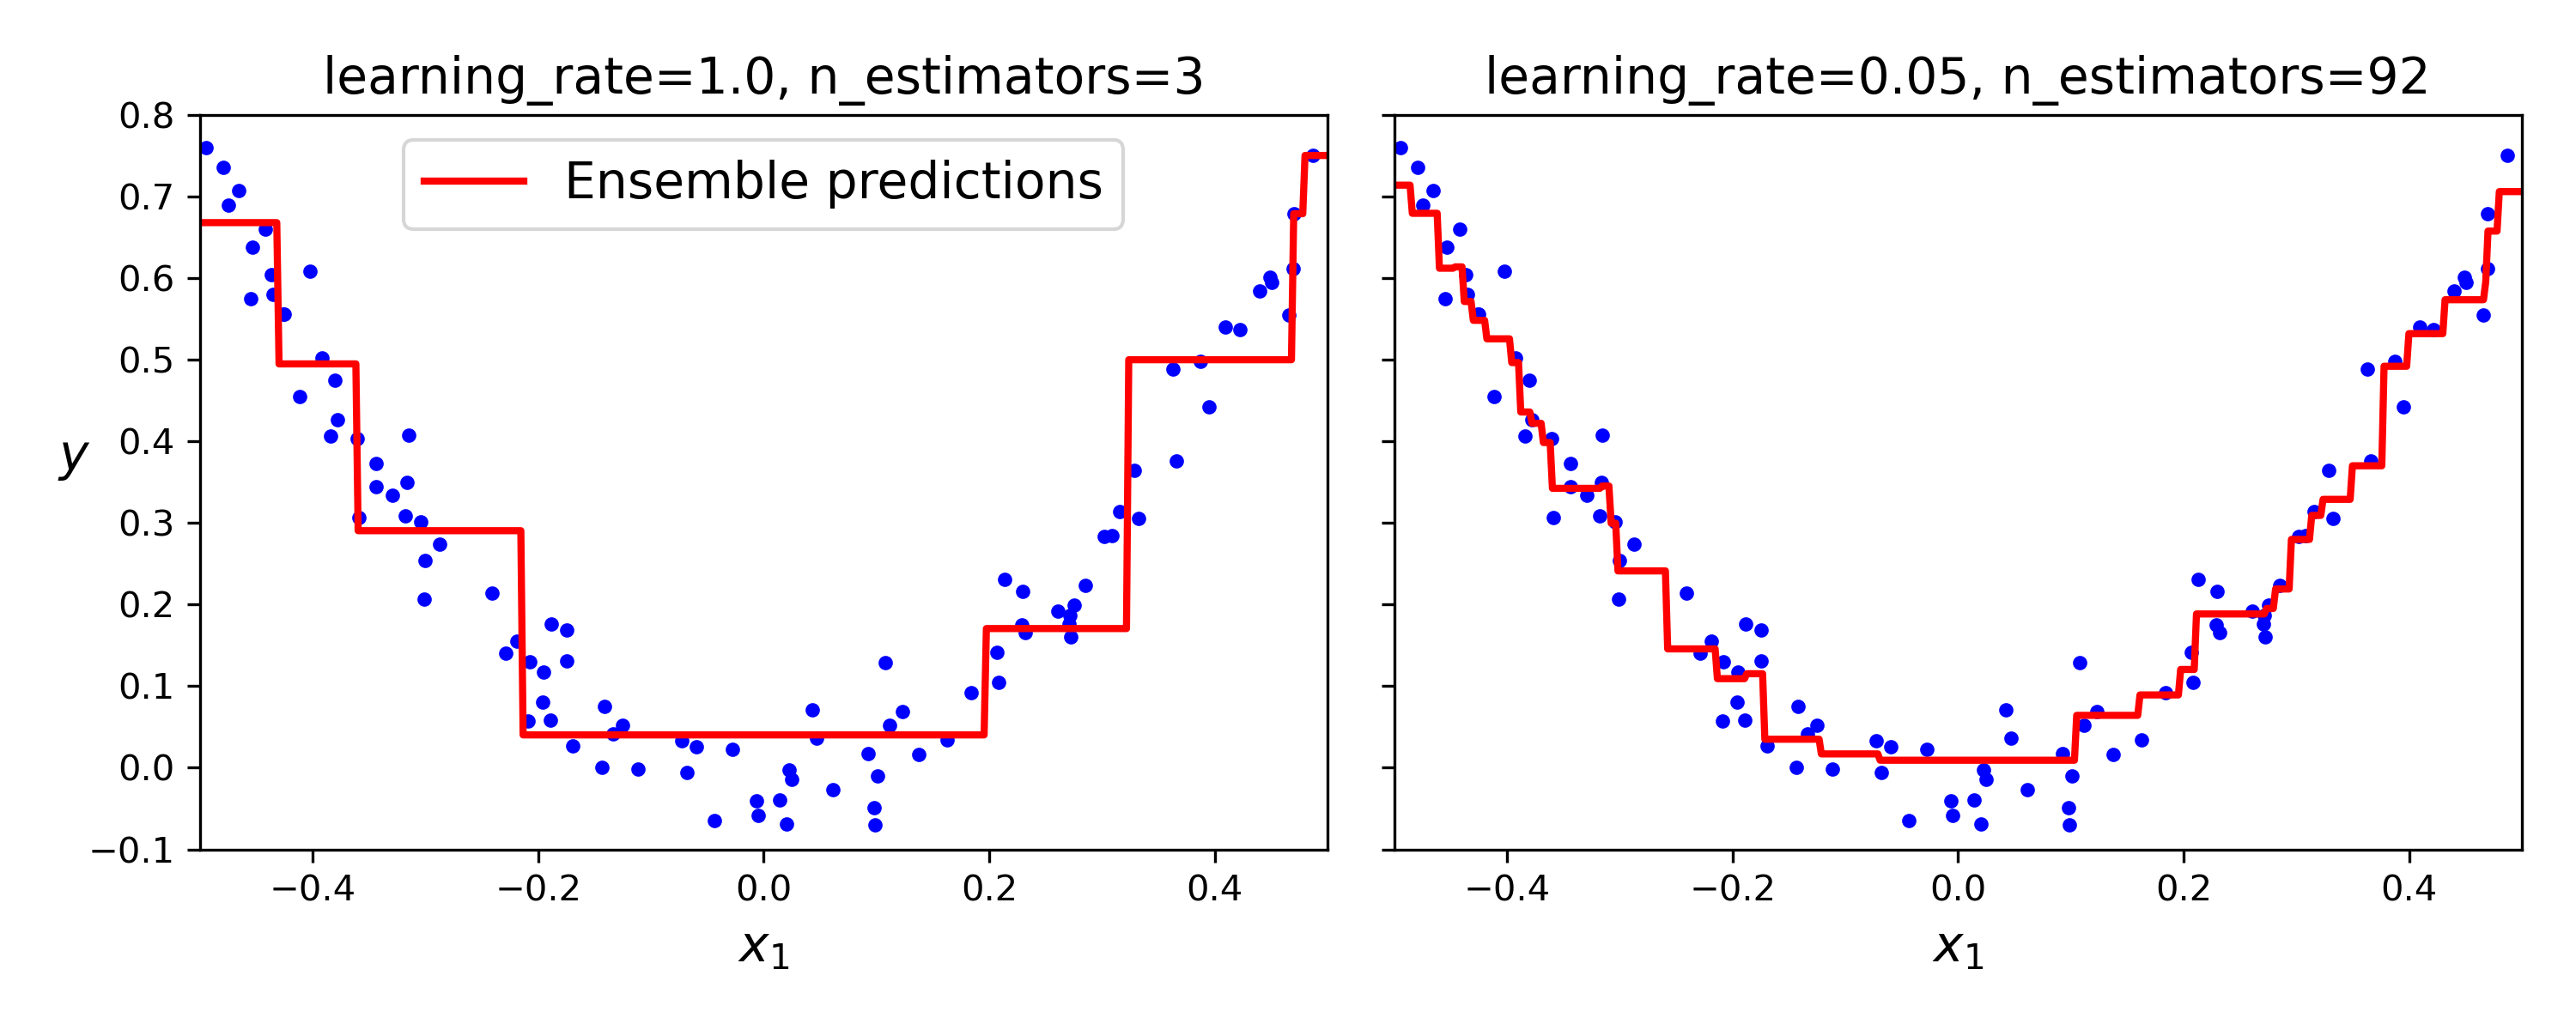 learning_rate=1.0, n_estimators=3
Ensemble predictions
y
0.8
0.7
0.6
0.5
0.4
0.3
0.2
0.1
0.0
−0.1
−0.4 −0.2 0.0 0.2 0.4
x₁
learning_rate=0.05, n_estimators=92
−0.4 −0.2 0.0 0.2 0.4
x₁